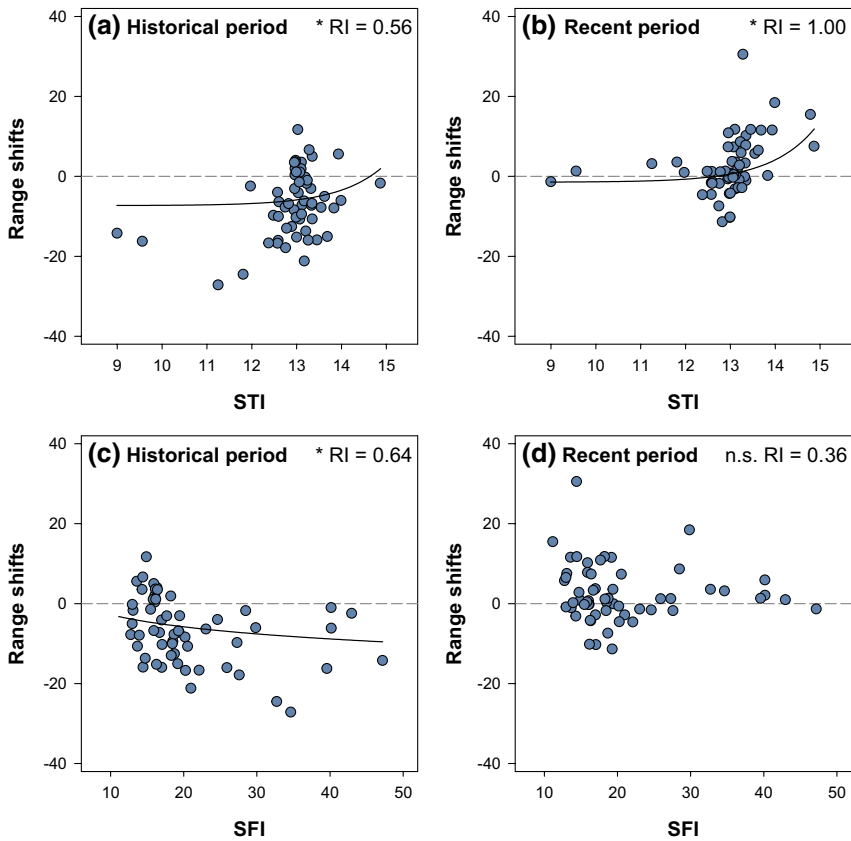 (a) Historical period * RI = 0.56
40
20
0
-20
-40
Range shifts
9 10 11 12 13 14 15
STI
(b) Recent period * RI = 1.00
40
20
0
-20
-40
Range shifts
9 10 11 12 13 14 15
STI
(c) Historical period * RI = 0.64
40
20
0
-20
-40
Range shifts
10 20 30 40 50
SFI
(d) Recent period n.s. RI = 0.36
40
20
0
-20
-40
Range shifts
10 20 30 40 50
SFI